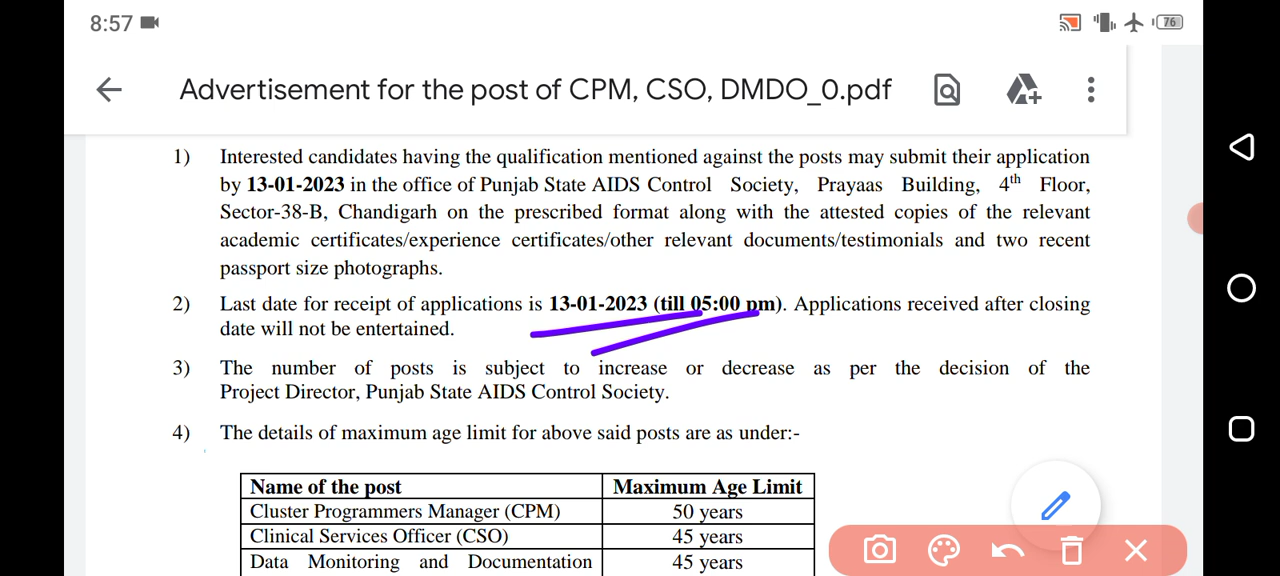 8:57
76
Advertisement for the post of CPM, CSO, DMDO_0.pdf
1) Interested candidates having the qualification mentioned against the posts may submit their application
by 13-01-2023 in the office of Punjab State AIDS Control Society, Prayaas Building, 4th Floor,
Sector-38-B, Chandigarh on the prescribed format along with the attested copies of the relevant
academic certificates/experience certificates/other relevant documents/testimonials and two recent
passport size photographs.
2) Last date for receipt of applications is 13-01-2023 (till 05:00 pm). Applications received after closing
date will not be entertained.
3) The number of posts is subject to increase or decrease as per the decision of the
Project Director, Punjab State AIDS Control Society.
4) The details of maximum age limit for above said posts are as under:-
Name of the post Maximum Age Limit
Cluster Programmers Manager (CPM) 50 years
Clinical Services Officer (CSO) 45 years
Data Monitoring and Documentation 45 years